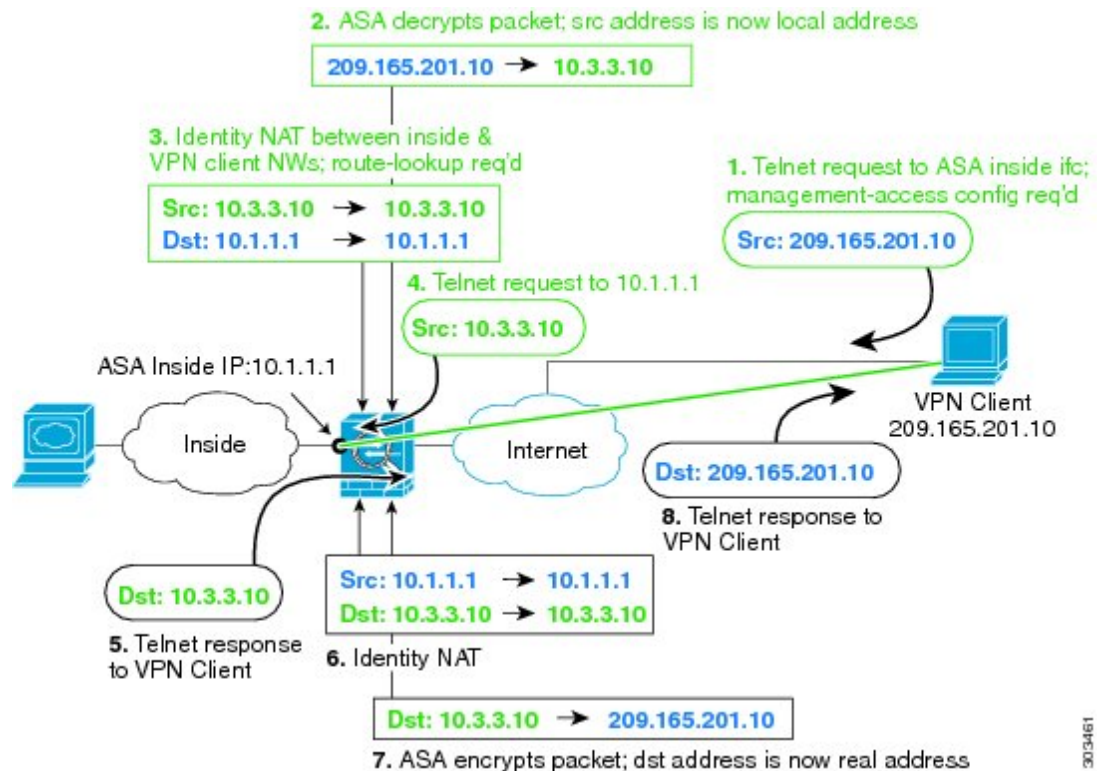 2. ASA decrypts packet; src address is now local address
209.165.201.10 → 10.3.3.10
3. Identity NAT between inside &
VPN client NWs; route-lookup req'd
Src: 10.3.3.10 → 10.3.3.10
Dst: 10.1.1.1 → 10.1.1.1
1. Telnet request to ASA inside ifc;
management-access config req'd
Src: 209.165.201.10
4. Telnet request to 10.1.1.1
Src: 10.3.3.10
ASA Inside IP:10.1.1.1
Inside
Internet
VPN Client
209.165.201.10
Dst: 209.165.201.10
8. Telnet response to
VPN Client
Dst: 10.3.3.10
5. Telnet response
to VPN Client
Src: 10.1.1.1 → 10.1.1.1
Dst: 10.3.3.10 → 10.3.3.10
6. Identity NAT
Dst: 10.3.3.10 → 209.165.201.10
7. ASA encrypts packet; dst address is now real address
303461